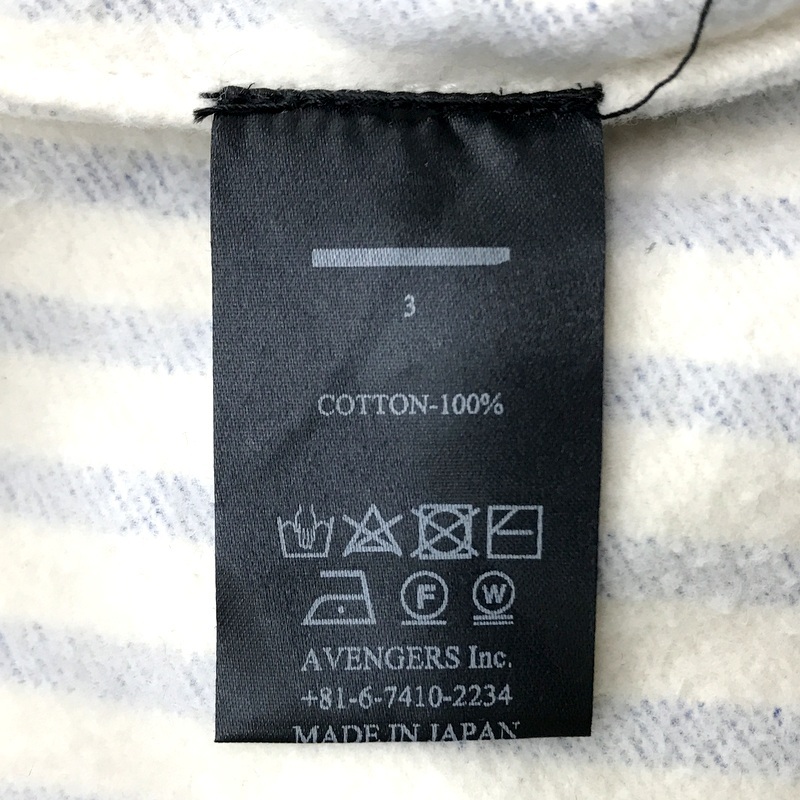 3
COTTON-100%
F W
AVENGERS Inc.
+81-6-7410-2234
MADE IN JAPAN